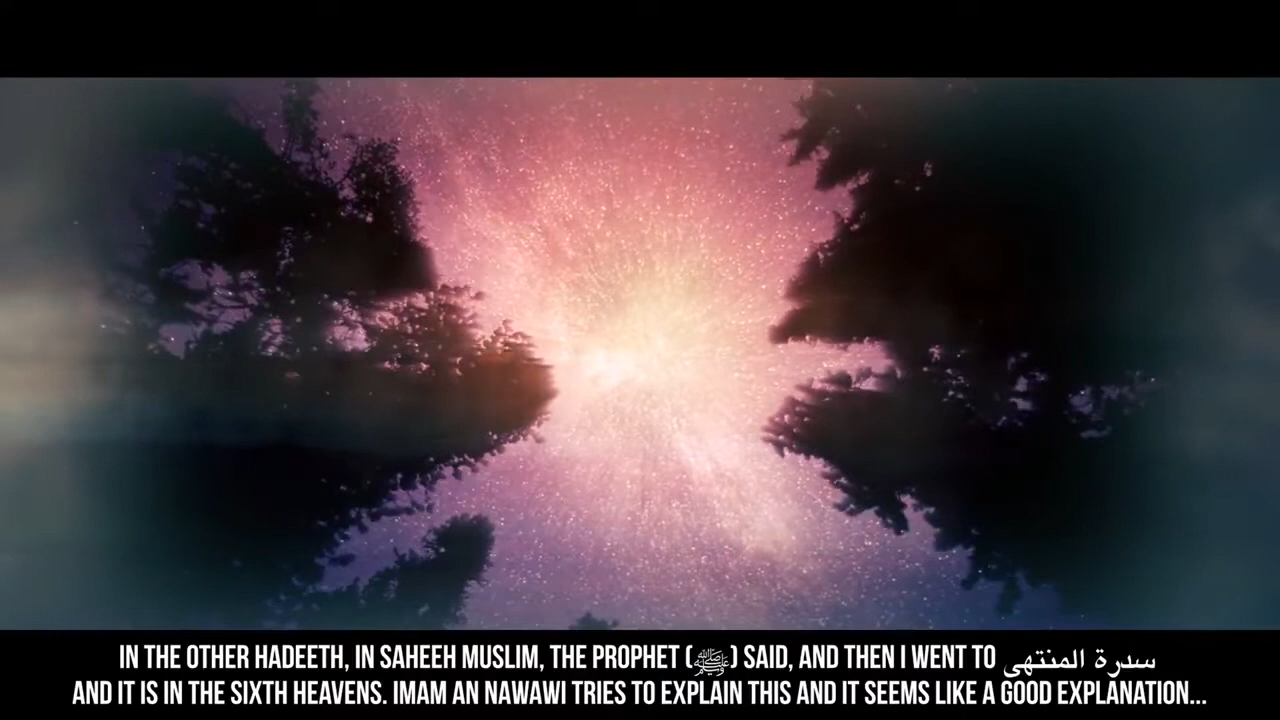 IN THE OTHER HADEETH, IN SAHEEH MUSLIM, THE PROPHET (ﷺ) SAID, AND THEN I WENT TO سدرة المنتهى
AND IT IS IN THE SIXTH HEAVENS. IMAM AN NAWAWI TRIES TO EXPLAIN THIS AND IT SEEMS LIKE A GOOD EXPLANATION...